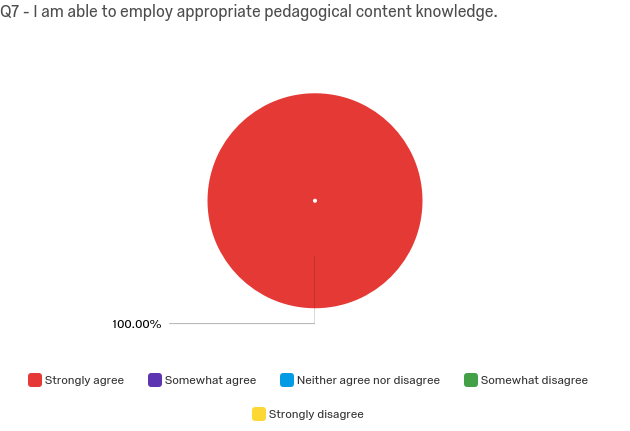 Q7 - I am able to employ appropriate pedagogical content knowledge.
100.00%
Strongly agree Somewhat agree Neither agree nor disagree Somewhat disagree
Strongly disagree